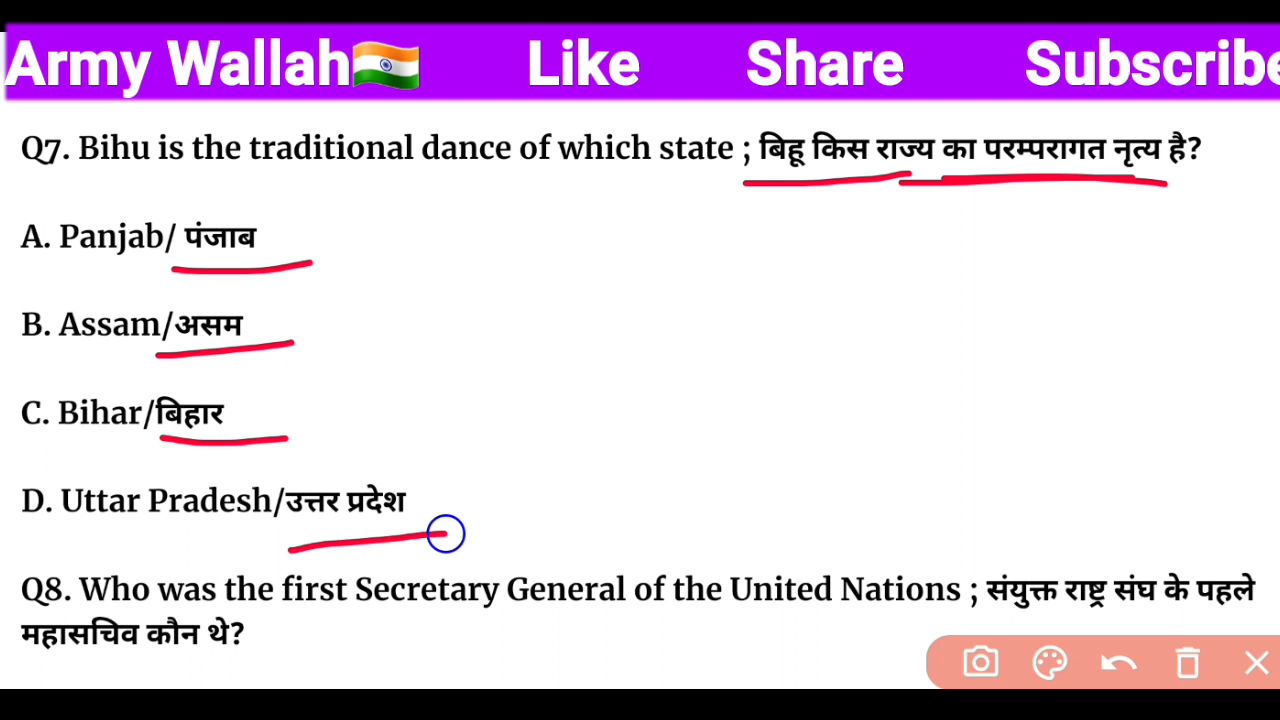 Army Wallah🇮🇳 Like Share Subscribe
Q7. Bihu is the traditional dance of which state ; बिहू किस राज्य का परम्परागत नृत्य है?
A. Panjab/ पंजाब
B. Assam/असम
C. Bihar/बिहार
D. Uttar Pradesh/उत्तर प्रदेश
Q8. Who was the first Secretary General of the United Nations ; संयुक्त राष्ट्र संघ के पहले
महासचिव कौन थे?